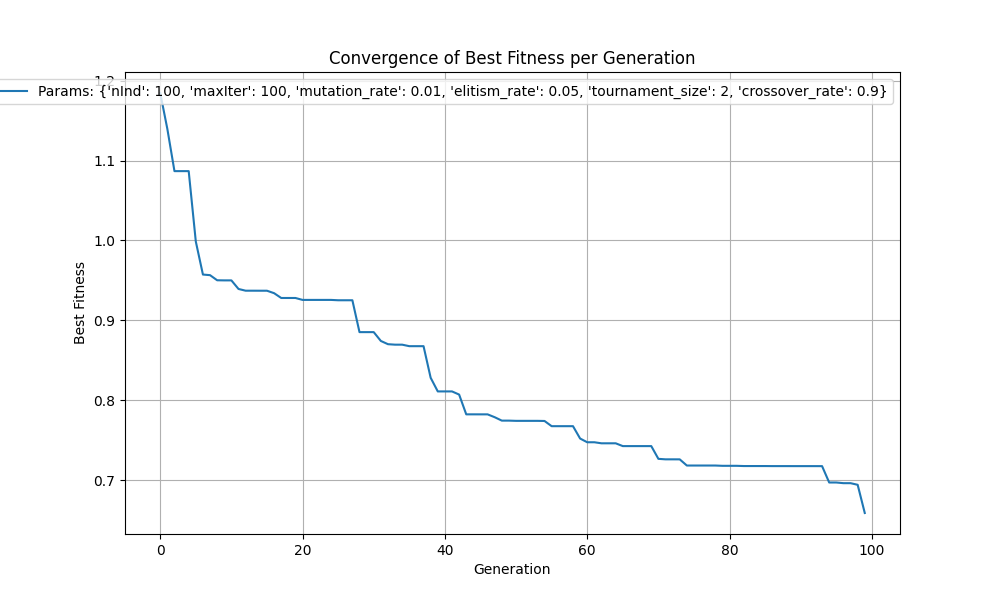 Convergence of Best Fitness per Generation
Params: {'nInd': 100, 'maxIter': 100, 'mutation_rate': 0.01, 'elitism_rate': 0.05, 'tournament_size': 2, 'crossover_rate': 0.9}
1.2
1.1
1.0
0.9
0.8
0.7
Best Fitness
0 20 40 60 80 100
Generation